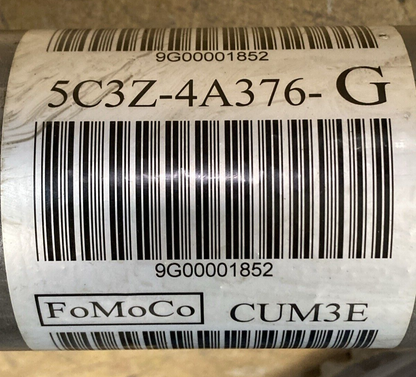 9G00001852
5C3Z-4A376- G
9G00001852
FoMoCo CUM3E